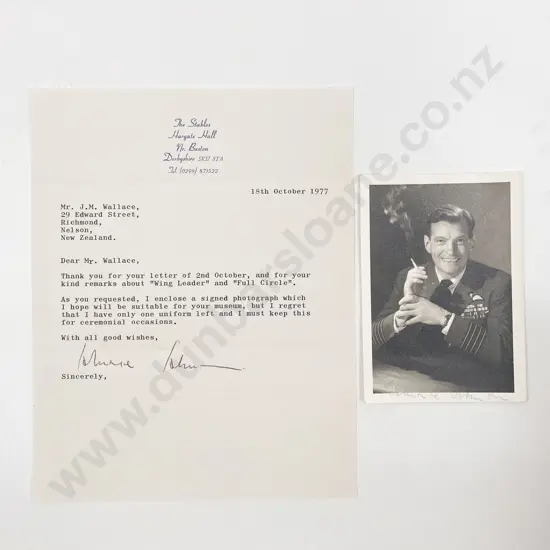 The Stables
Hargate Hall
Nr. Buxton
Derbyshire SK17 8TA
Tel. (0298) 871522
18th October 1977
Mr. J.M. Wallace,
29 Edward Street,
Richmond,
Nelson,
New Zealand.
Dear Mr. Wallace,
Thank you for your letter of 2nd October, and for your
kind remarks about "Wing Leader" and "Full Circle".
As you requested, I enclose a signed photograph which
I hope will be suitable for your museum, but I regret
that I have only one uniform left and I must keep this
for ceremonial occasions.
With all good wishes,
Johnnie Johnson
Sincerely,
Johnnie Johnson
www.dunbarsloane.co.nz